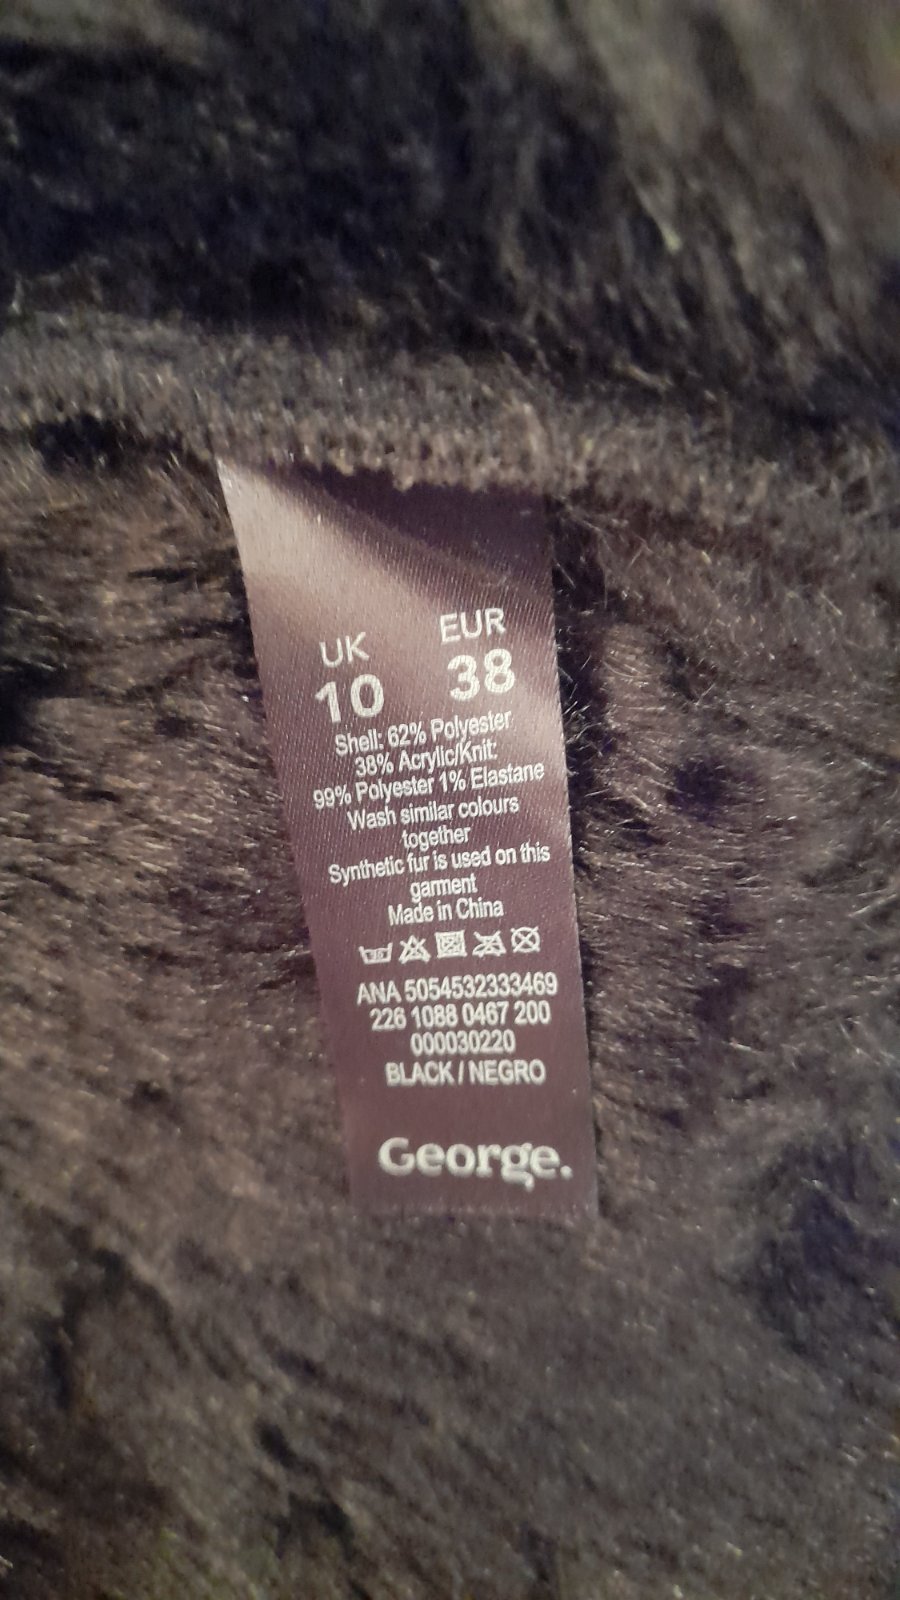 UK EUR
10 38
Shell: 62% Polyester
38% Acrylic/Knit:
99% Polyester 1% Elastane
Wash similar colours
together
Synthetic fur is used on this
garment
Made in China
ANA 5054532333469
226 1088 0467 200
000030220
BLACK / NEGRO
George.